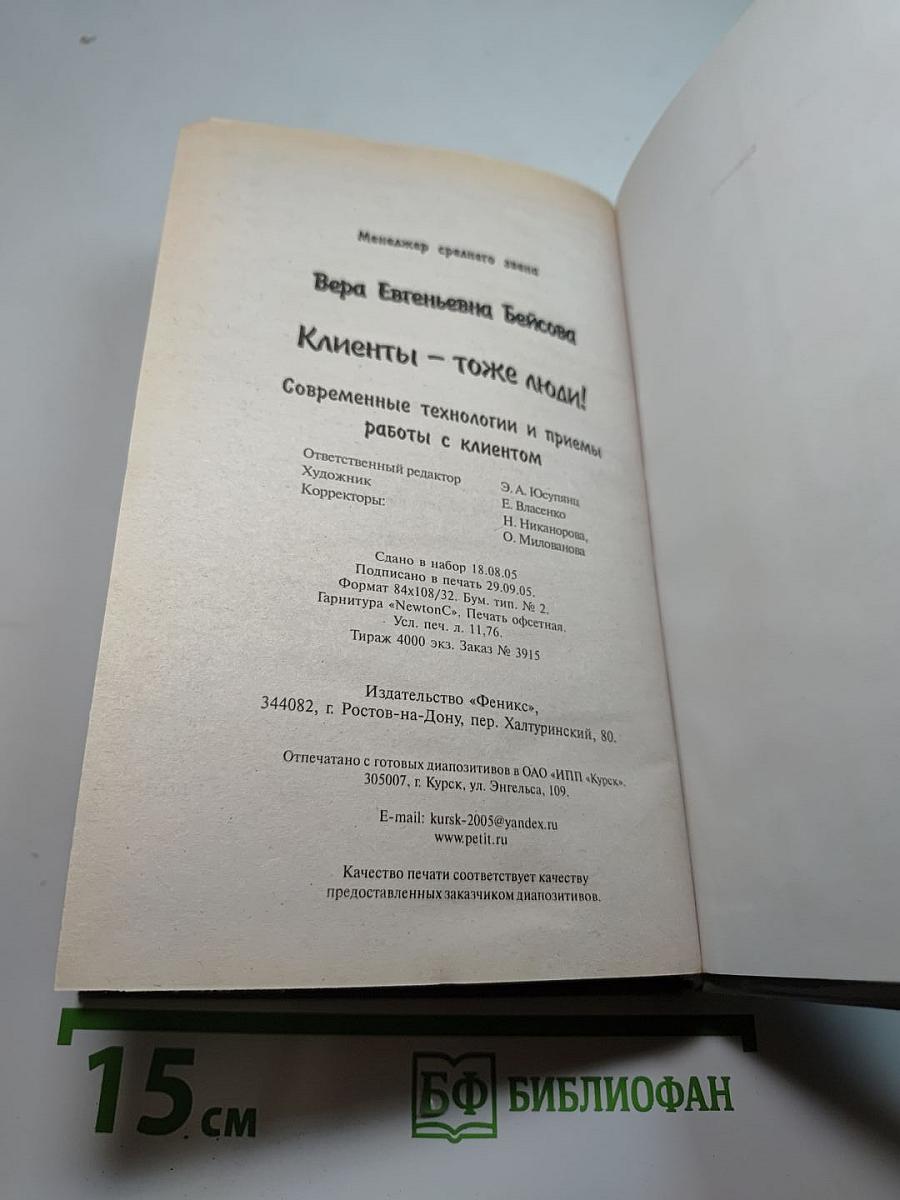 Менеджер среднего звена
Вера Евгеньевна Бейсова
Клиенты – тоже люди!
Современные технологии и приемы
работы с клиентом
Ответственный редактор Э. А. Юсупянц
Художник Е. Власенко
Корректоры: Н. Никанорова,
О. Милованова
Сдано в набор 18.08.05
Подписано в печать 29.09.05.
Формат 84х108/32. Бум. тип. № 2.
Гарнитура «NewtonC». Печать офсетная.
Усл. печ. л. 11,76.
Тираж 4000 экз. Заказ № 3915
Издательство «Феникс»,
344082, г. Ростов-на-Дону, пер. Халтуринский, 80.
Отпечатано с готовых диапозитивов в ОАО «ИПП «Курск».
305007, г. Курск, ул. Энгельса, 109.
E-mail: kursk-2005@yandex.ru
www.petit.ru
Качество печати соответствует качеству
предоставленных заказчиком диапозитивов.
15 см
БФ БИБЛИОФАН